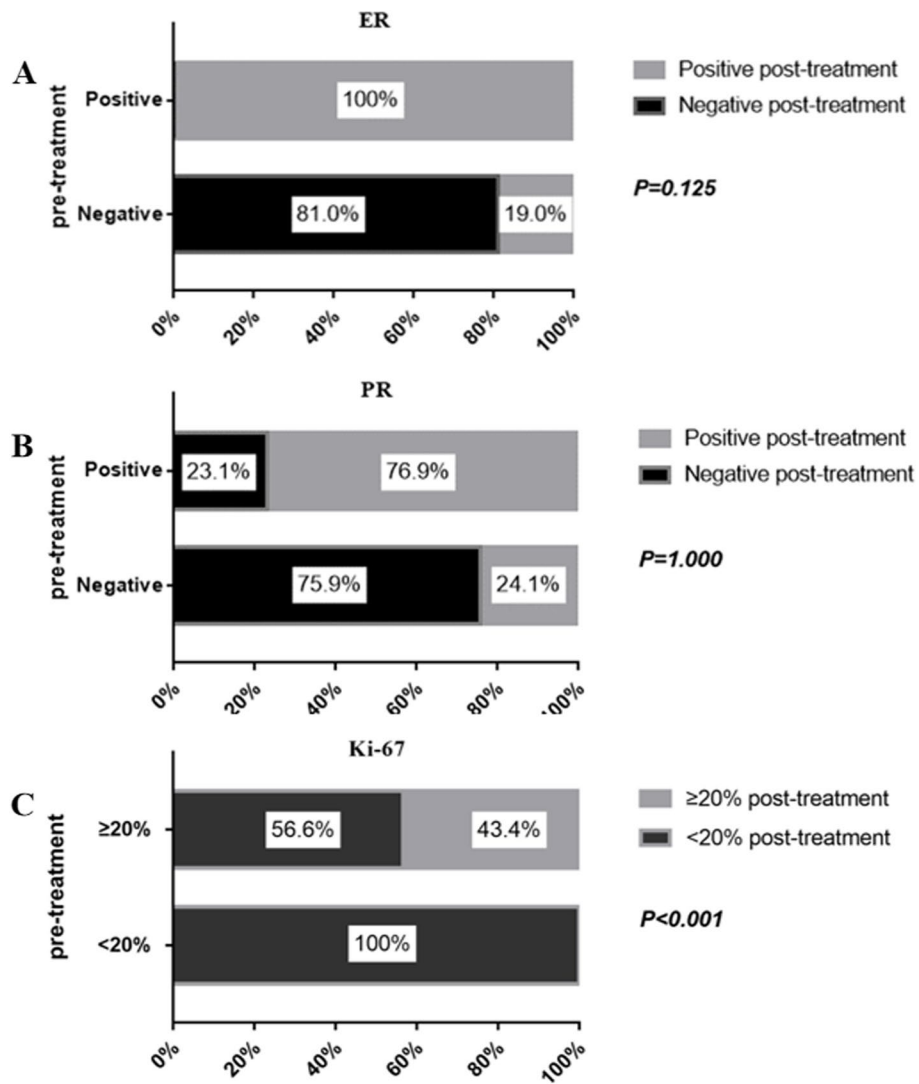 ER
A
pre-treatment
Positive
100%
Negative
81.0%
19.0%
0%
20%
40%
60%
80%
100%
Positive post-treatment
Negative post-treatment
P=0.125
PR
B
pre-treatment
Positive
23.1%
76.9%
Negative
75.9%
24.1%
0%
20%
40%
60%
80%
100%
Positive post-treatment
Negative post-treatment
P=1.000
Ki-67
C
pre-treatment
≥20%
56.6%
43.4%
<20%
100%
0%
20%
40%
60%
80%
100%
≥20% post-treatment
<20% post-treatment
P<0.001